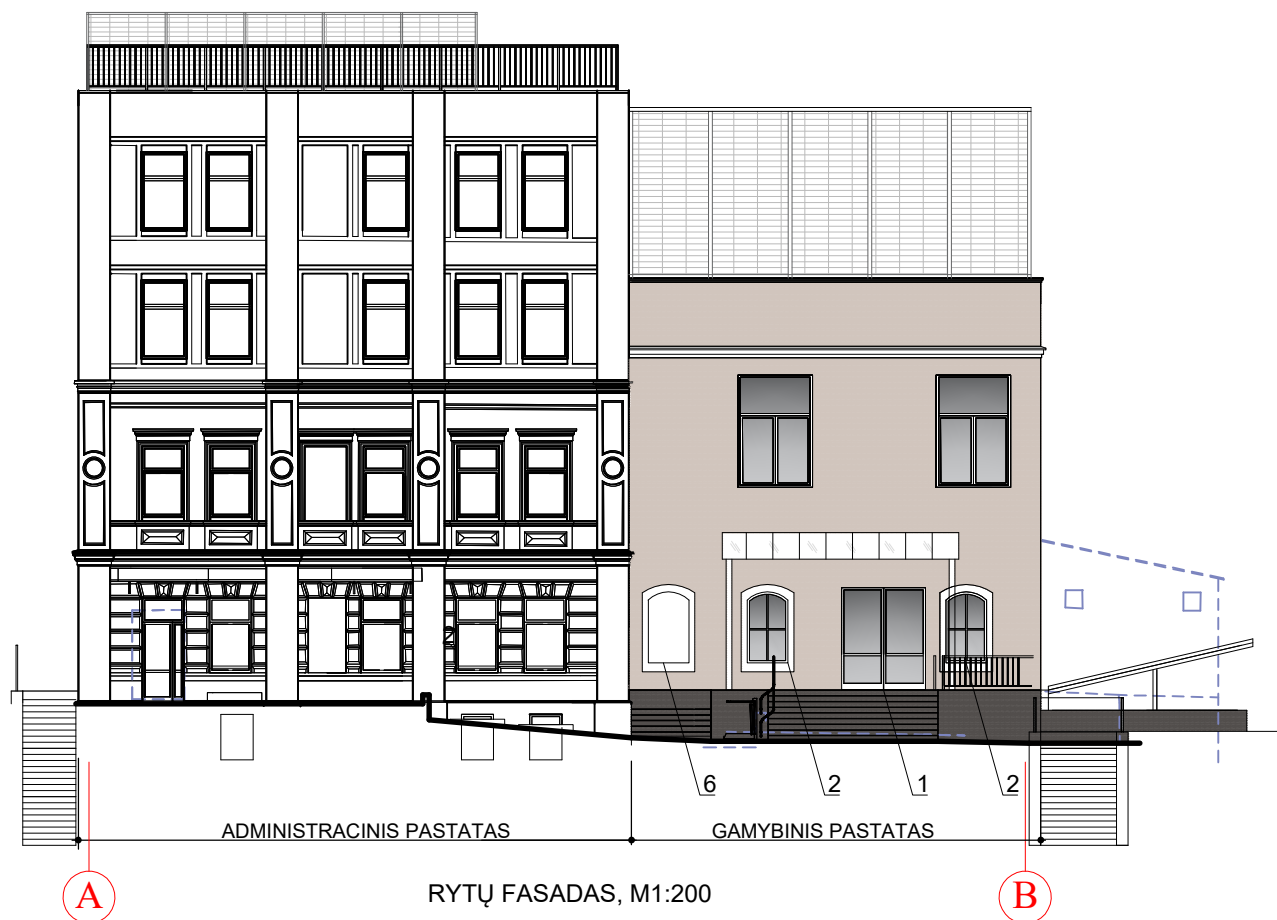 6
2
1
2
ADMINISTRACINIS PASTATAS
GAMYBINIS PASTATAS
A
RYTŲ FASADAS, M1:200
B